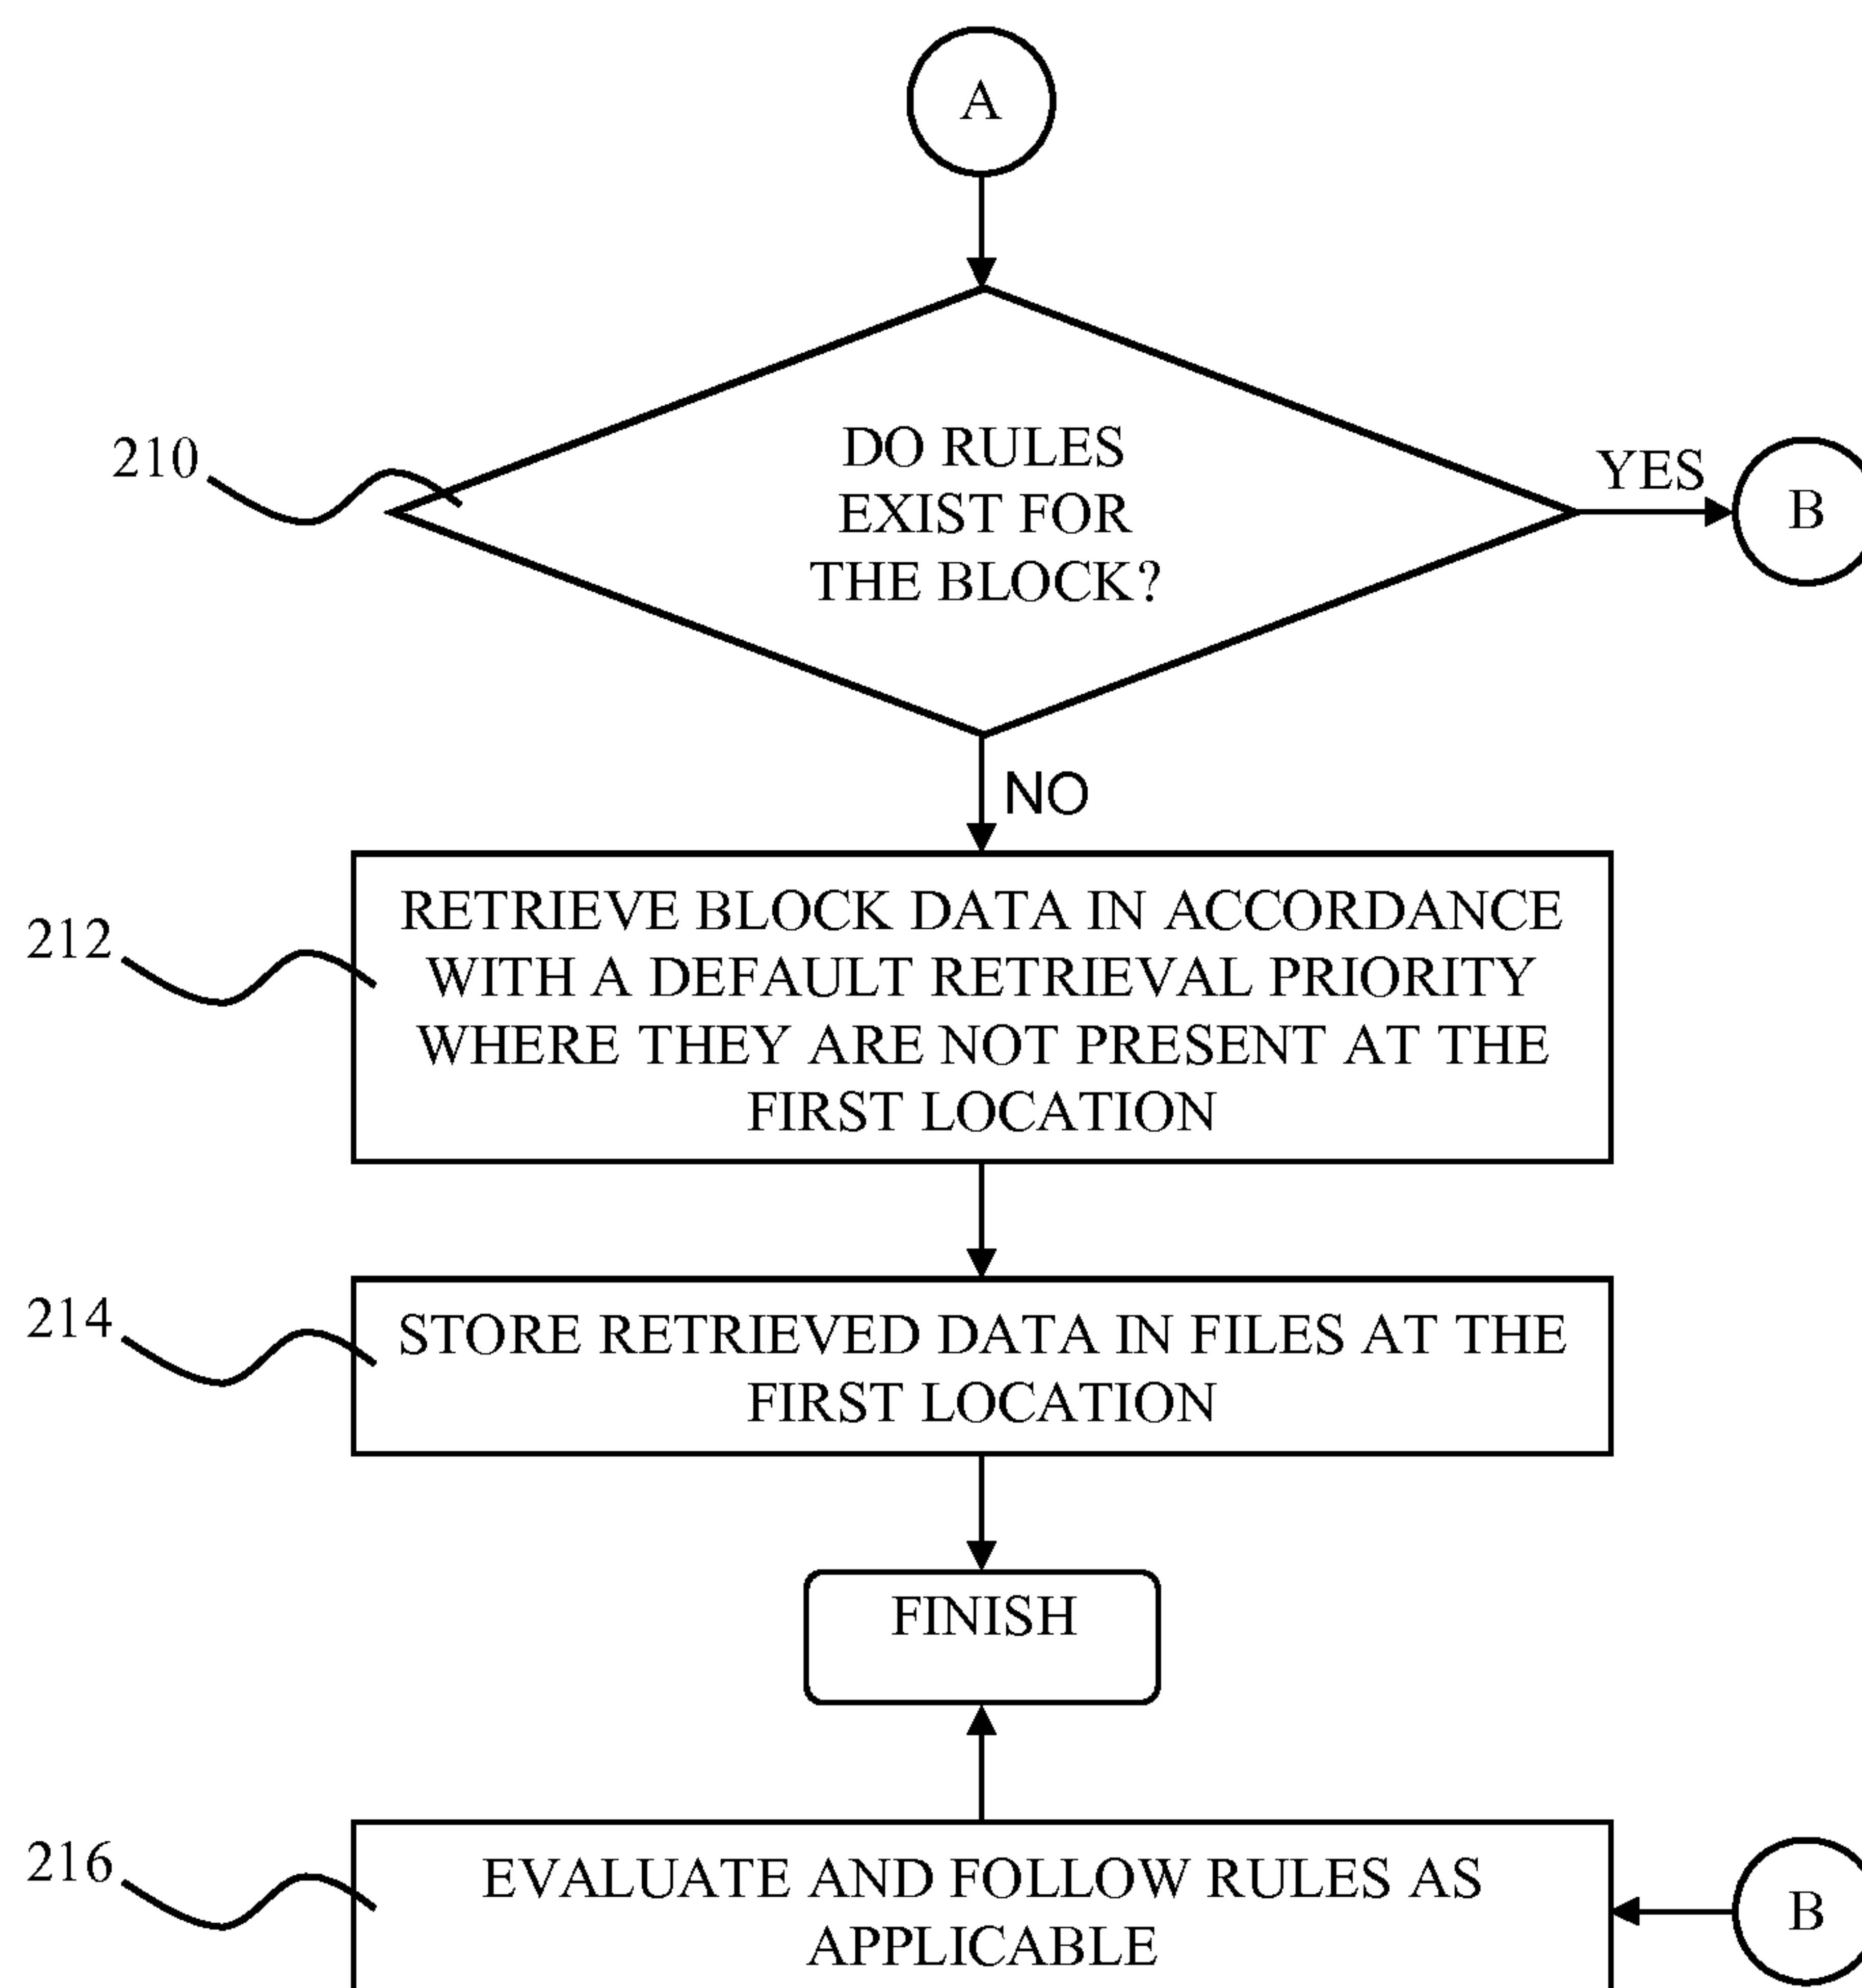 A
210
DO RULES
EXIST FOR
THE BLOCK?
YES
B
NO
212
RETRIEVE BLOCK DATA IN ACCORDANCE
WITH A DEFAULT RETRIEVAL PRIORITY
WHERE THEY ARE NOT PRESENT AT THE
FIRST LOCATION
214
STORE RETRIEVED DATA IN FILES AT THE
FIRST LOCATION
FINISH
216
EVALUATE AND FOLLOW RULES AS
APPLICABLE
B